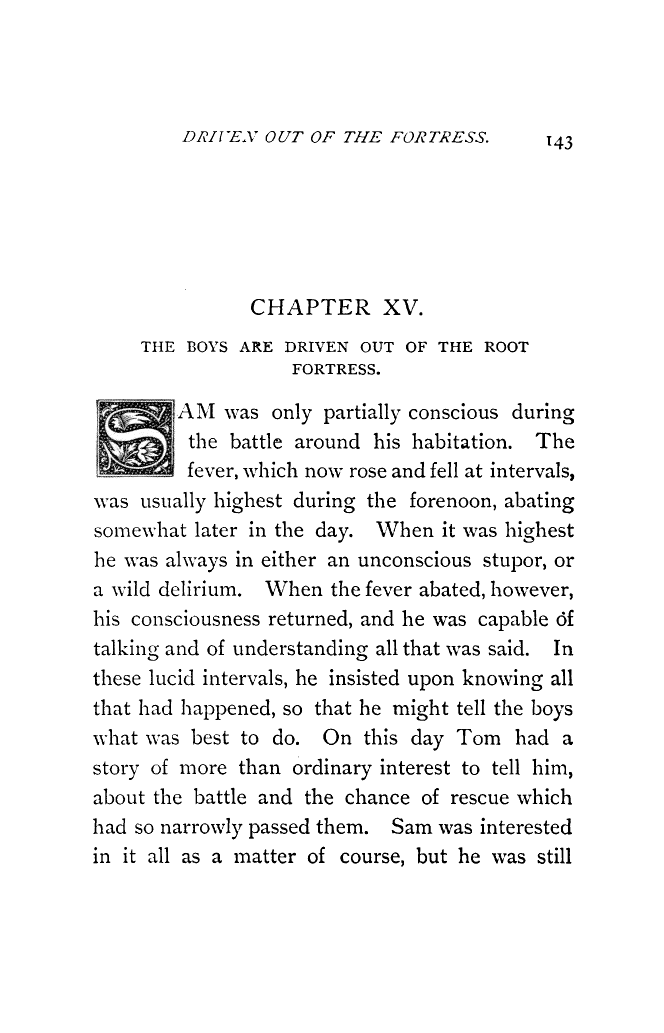 DRIVEN OUT OF THE FORTRESS. 143
CHAPTER XV.
THE BOYS ARE DRIVEN OUT OF THE ROOT
FORTRESS.
SAM was only partially conscious during
the battle around his habitation. The
fever, which now rose and fell at intervals,
was usually highest during the forenoon, abating
somewhat later in the day. When it was highest
he was always in either an unconscious stupor, or
a wild delirium. When the fever abated, however,
his consciousness returned, and he was capable of
talking and of understanding all that was said. In
these lucid intervals, he insisted upon knowing all
that had happened, so that he might tell the boys
what was best to do. On this day Tom had a
story of more than ordinary interest to tell him,
about the battle and the chance of rescue which
had so narrowly passed them. Sam was interested
in it all as a matter of course, but he was still